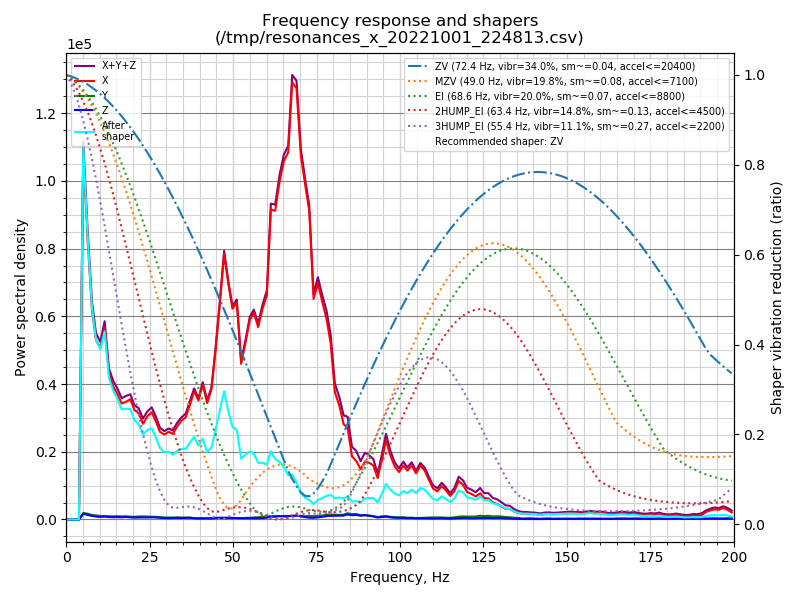 Frequency response and shapers
(/tmp/resonances_x_20221001_224813.csv)
1e5
X+Y+Z
X
Y
Z
After
shaper
ZV (72.4 Hz, vibr=34.0%, sm~=0.04, accel<=20400)
MZV (49.0 Hz, vibr=19.8%, sm~=0.08, accel<=7100)
EI (68.6 Hz, vibr=20.0%, sm~=0.07, accel<=8800)
2HUMP_EI (63.4 Hz, vibr=14.8%, sm~=0.13, accel<=4500)
3HUMP_EI (55.4 Hz, vibr=11.1%, sm~=0.27, accel<=2200)
Recommended shaper: ZV
Power spectral density
1.2
1.0
0.8
0.6
0.4
0.2
0.0
1.0
0.8
0.6
0.4
0.2
0.0
Shaper vibration reduction (ratio)
0 25 50 75 100 125 150 175 200
Frequency, Hz